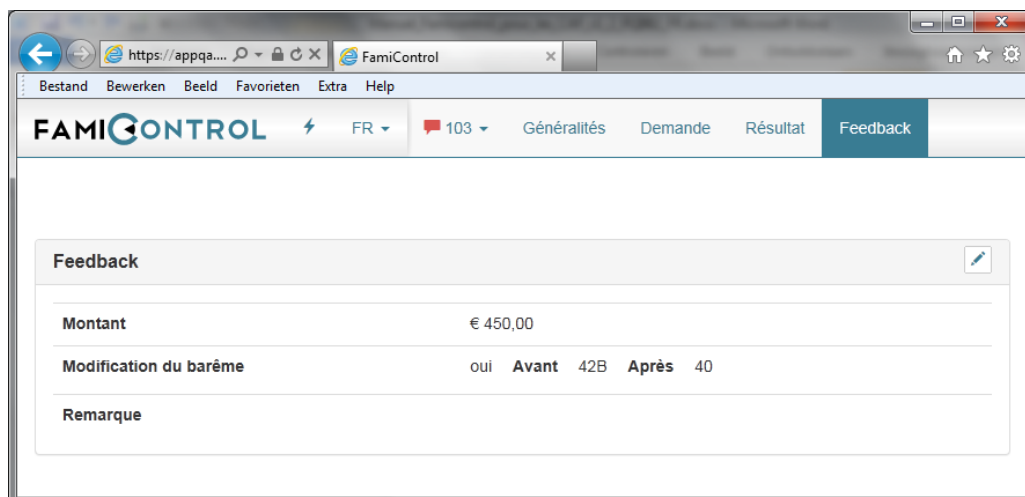 https://appqa....
FamiControl
Bestand Bewerken Beeld Favorieten Extra Help
FAMICONTROL FR 103 Généralités Demande Résultat Feedback
Feedback
Montant € 450,00
Modification du barême oui Avant 42B Après 40
Remarque